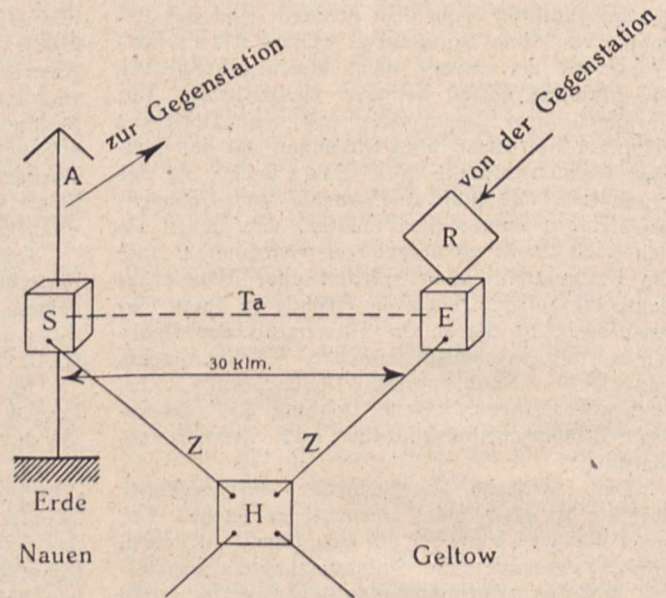 zur Gegenstation
von der Gegenstation
A
R
S
Ta
E
30 klm.
Z
Z
H
Erde
Nauen
Geltow